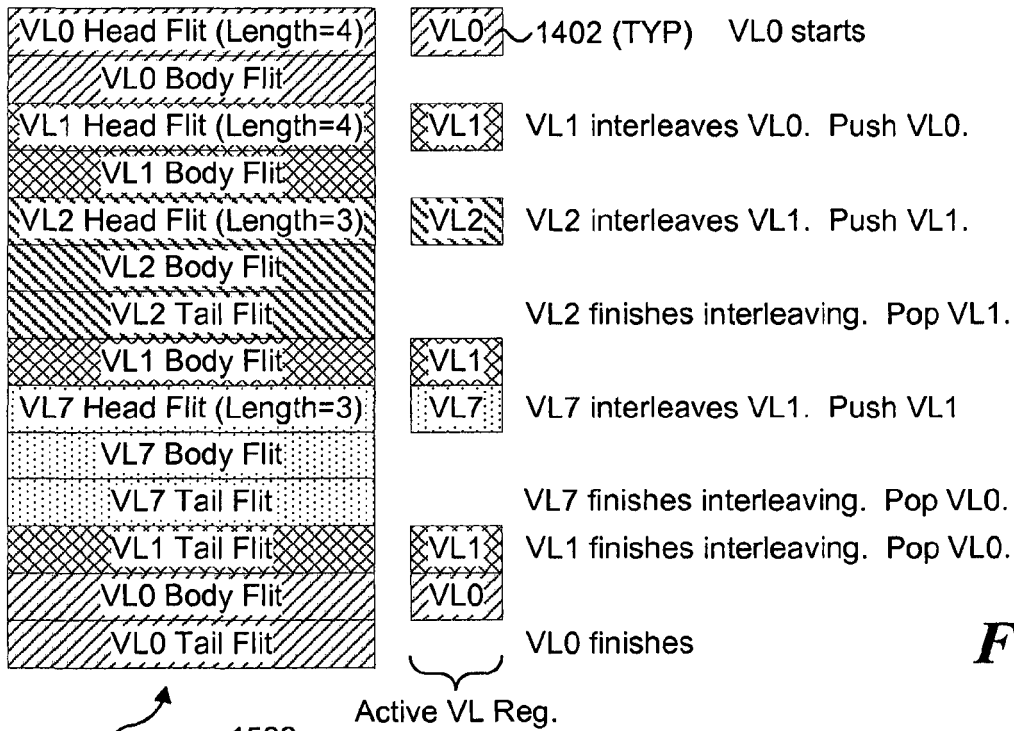 VL0 Head Flit (Length=4) VL0 1402 (TYP) VL0 starts
VL0 Body Flit
VL1 Head Flit (Length=4) VL1 VL1 interleaves VL0. Push VL0.
VL1 Body Flit
VL2 Head Flit (Length=3) VL2 VL2 interleaves VL1. Push VL1.
VL2 Body Flit
VL2 Tail Flit VL2 finishes interleaving. Pop VL1.
VL1 Body Flit VL1
VL7 Head Flit (Length=3) VL7 VL7 interleaves VL1. Push VL1
VL7 Body Flit
VL7 Tail Flit VL7 finishes interleaving. Pop VL0.
VL1 Tail Flit VL1 VL1 finishes interleaving. Pop VL0.
VL0 Body Flit VL0
VL0 Tail Flit VL0 finishes
F
Active VL Reg.